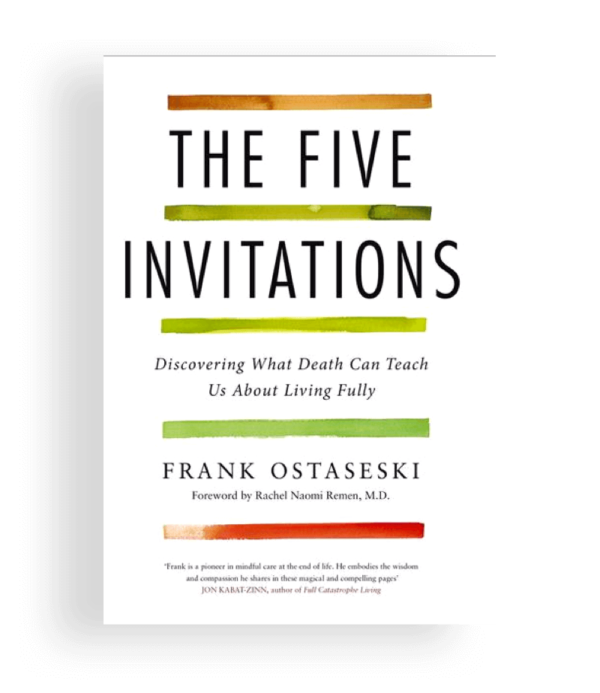 THE FIVE
INVITATIONS
Discovering What Death Can Teach
Us About Living Fully
FRANK OSTASESKI
Foreword by Rachel Naomi Remen, M.D.
'Frank is a pioneer in mindful care at the end of life. He embodies the wisdom
and compassion he shares in these magical and compelling pages'
JON KABAT-ZINN, author of Full Catastrophe Living